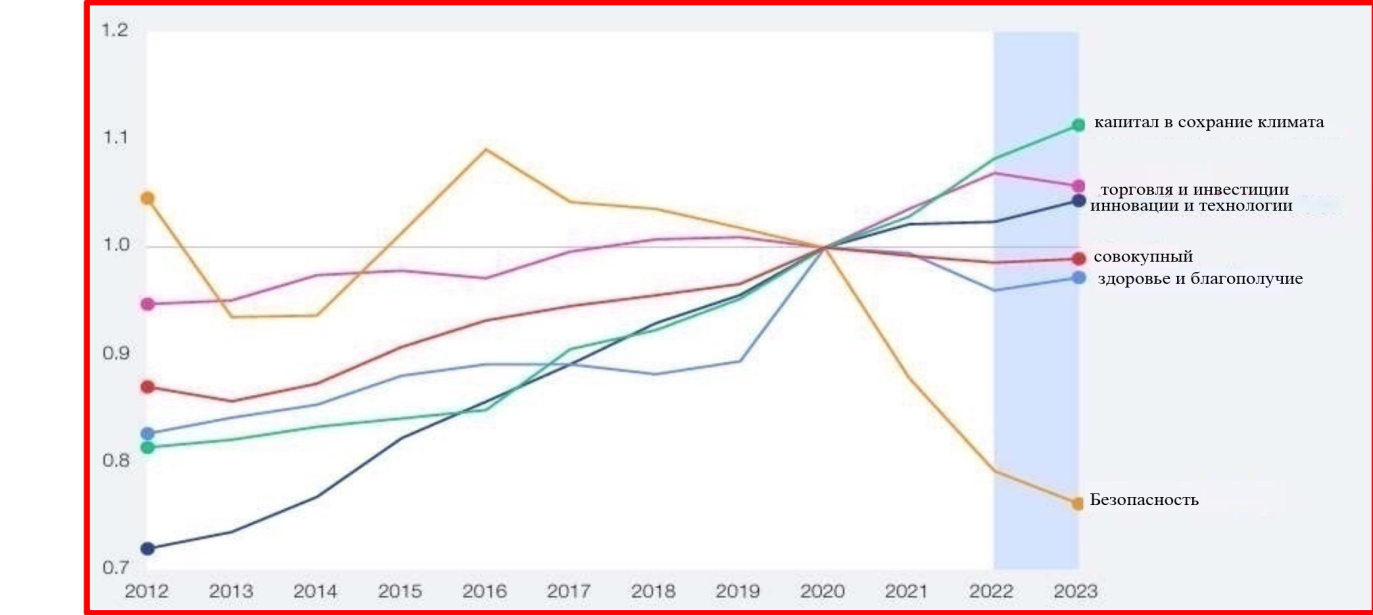 1.2
1.1
1.0
0.9
0.8
0.7
капитал в сохрание климата
торговля и инвестиции
инновации и технологии
совокупный
здоровье и благополучие
Безопасность
2012 2013 2014 2015 2016 2017 2018 2019 2020 2021 2022 2023